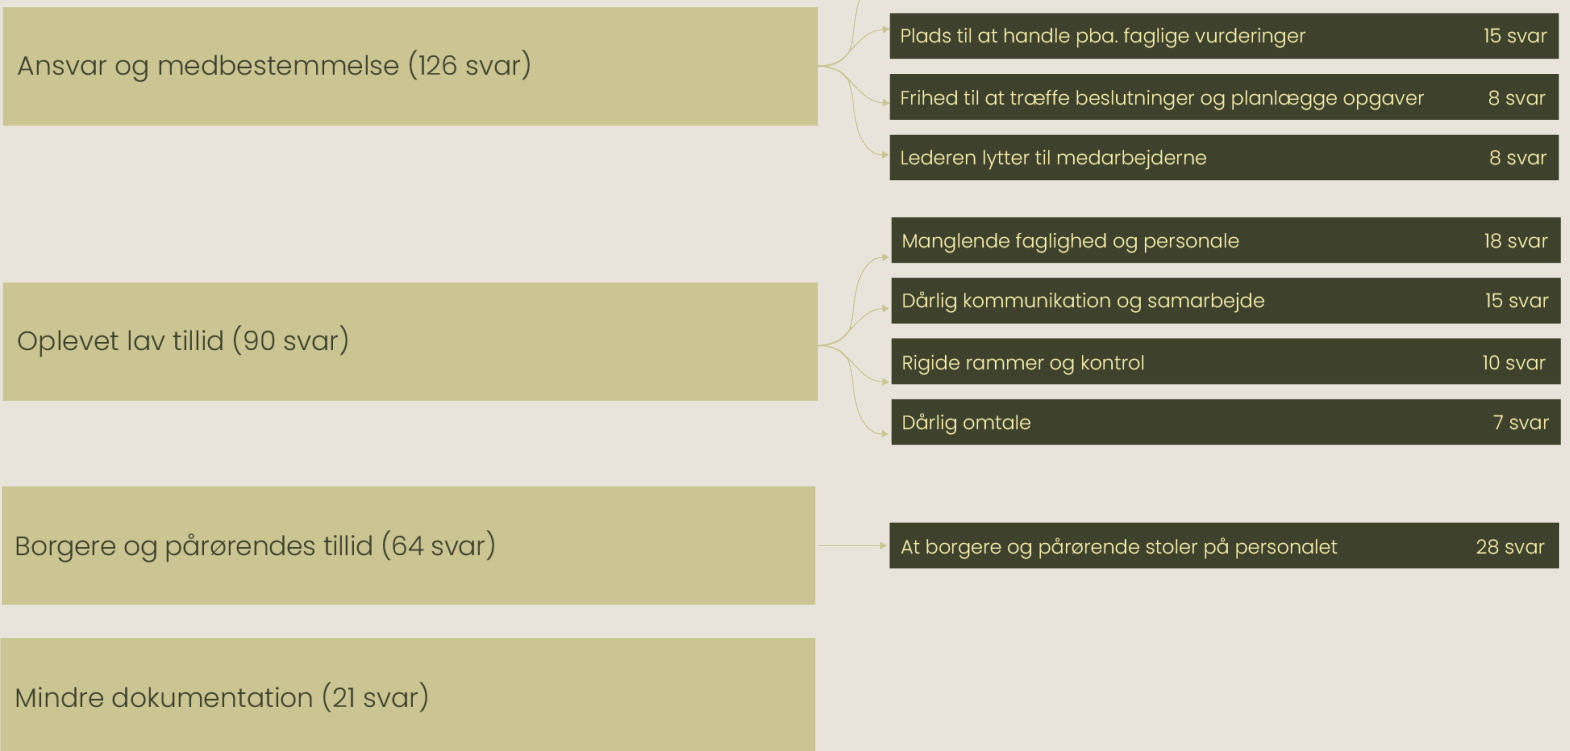 Ansvar og medbestemmelse (126 svar)
Plads til at handle pba. faglige vurderinger 15 svar
Frihed til at træffe beslutninger og planlægge opgaver 8 svar
Lederen lytter til medarbejderne 8 svar
Oplevet lav tillid (90 svar)
Manglende faglighed og personale 18 svar
Dårlig kommunikation og samarbejde 15 svar
Rigide rammer og kontrol 10 svar
Dårlig omtale 7 svar
Borgere og pårørendes tillid (64 svar)
At borgere og pårørende stoler på personalet 28 svar
Mindre dokumentation (21 svar)